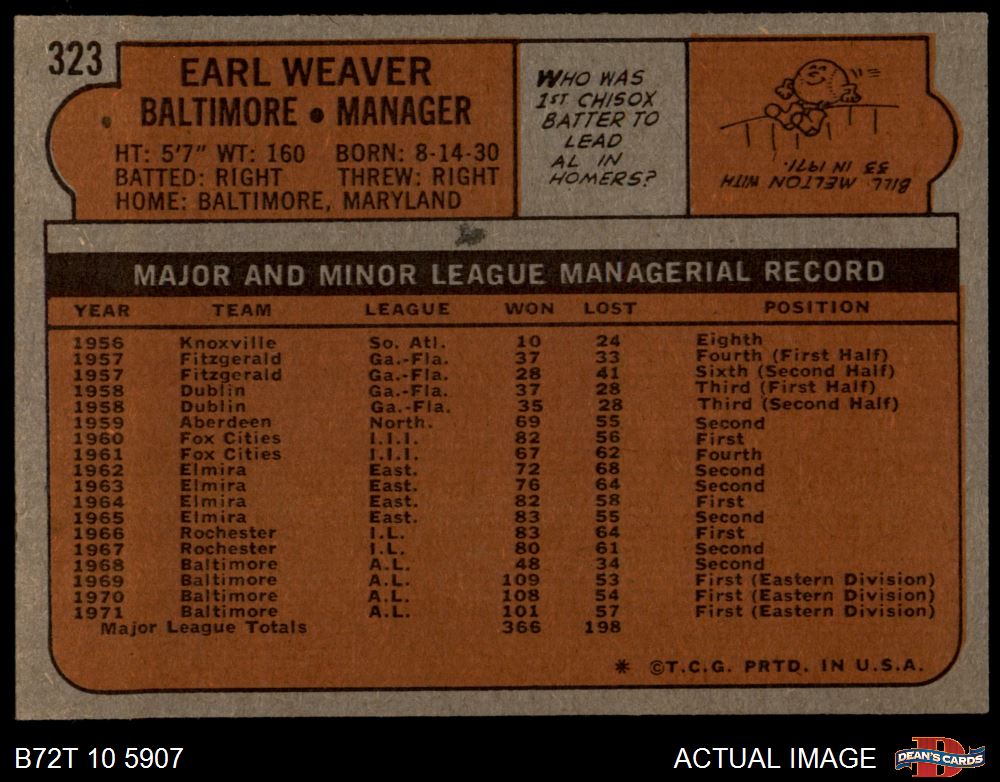 323
EARL WEAVER
BALTIMORE • MANAGER
HT: 5'7" WT: 160 BORN: 8-14-30
BATTED: RIGHT THREW: RIGHT
HOME: BALTIMORE, MARYLAND
WHO WAS
1ST CHISOX
BATTER TO
LEAD
AL IN
HOMERS?
BILL MELTON WITH
33 IN 1971.
MAJOR AND MINOR LEAGUE MANAGERIAL RECORD
YEAR TEAM LEAGUE WON LOST POSITION
1956 Knoxville So. Atl. 10 24 Eighth
1957 Fitzgerald Ga.-Fla. 37 33 Fourth (First Half)
1957 Fitzgerald Ga.-Fla. 28 41 Sixth (Second Half)
1958 Dublin Ga.-Fla. 37 28 Third (First Half)
1958 Dublin Ga.-Fla. 35 28 Third (Second Half)
1959 Aberdeen North. 69 55 Second
1960 Fox Cities I.I.I. 82 56 First
1961 Fox Cities I.I.I. 67 62 Fourth
1962 Elmira East. 72 68 Second
1963 Elmira East. 76 64 Second
1964 Elmira East. 82 58 First
1965 Elmira East. 83 55 Second
1966 Rochester I.L. 83 64 First
1967 Rochester I.L. 80 61 Second
1968 Baltimore A.L. 48 34 Second
1969 Baltimore A.L. 109 53 First (Eastern Division)
1970 Baltimore A.L. 108 54 First (Eastern Division)
1971 Baltimore A.L. 101 57 First (Eastern Division)
Major League Totals 366 198
* ©T.C.G. PRTD. IN U.S.A.
B72T 10 5907
ACTUAL IMAGE
D
DEAN'S CARDS